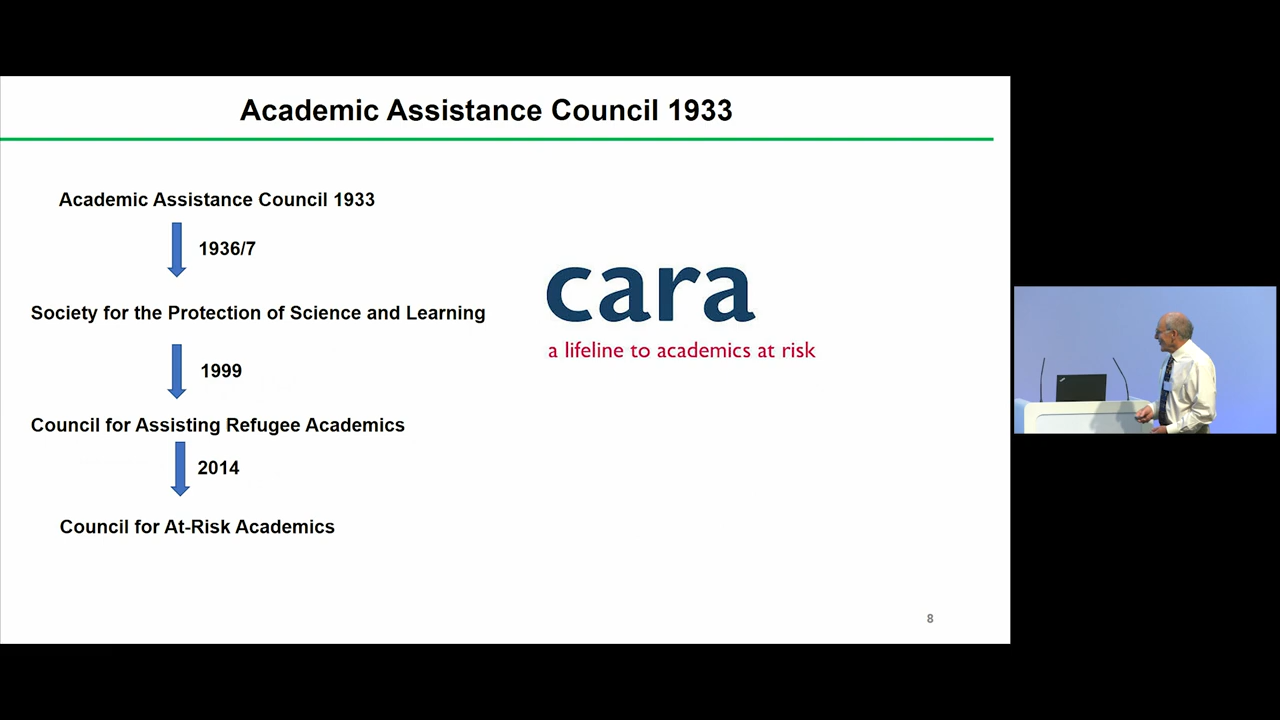 Academic Assistance Council 1933
Academic Assistance Council 1933
1936/7
Society for the Protection of Science and Learning
1999
Council for Assisting Refugee Academics
2014
Council for At-Risk Academics
cara
a lifeline to academics at risk
8